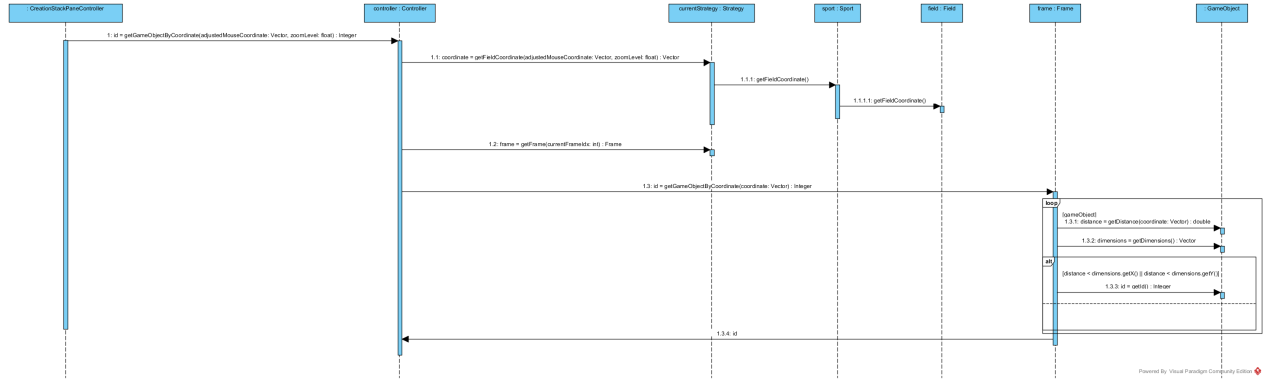 : CreationStackPaneController
controller : Controller
currentStrategy : Strategy
sport : Sport
field : Field
frame : Frame
: GameObject
1: id = getGameObjectByCoordinate(adjustedMouseCoordinate: Vector, zoomLevel: float) : Integer
1.1: coordinate = getFieldCoordinate(adjustedMouseCoordinate: Vector, zoomLevel: float) : Vector
1.1.1: getFieldCoordinate()
1.1.1.1: getFieldCoordinate()
1.2: frame = getFrame(currentFrameIdx: int) : Frame
1.3: id = getGameObjectByCoordinate(coordinate: Vector) : Integer
loop
[gameObject]
1.3.1: distance = getDistance(coordinate: Vector) : double
1.3.2: dimensions = getDimensions() : Vector
alt
[distance < dimensions.getX() || distance < dimensions.getY()]
1.3.3: id = getId() : Integer
1.3.4: id
Powered By Visual Paradigm Community Edition